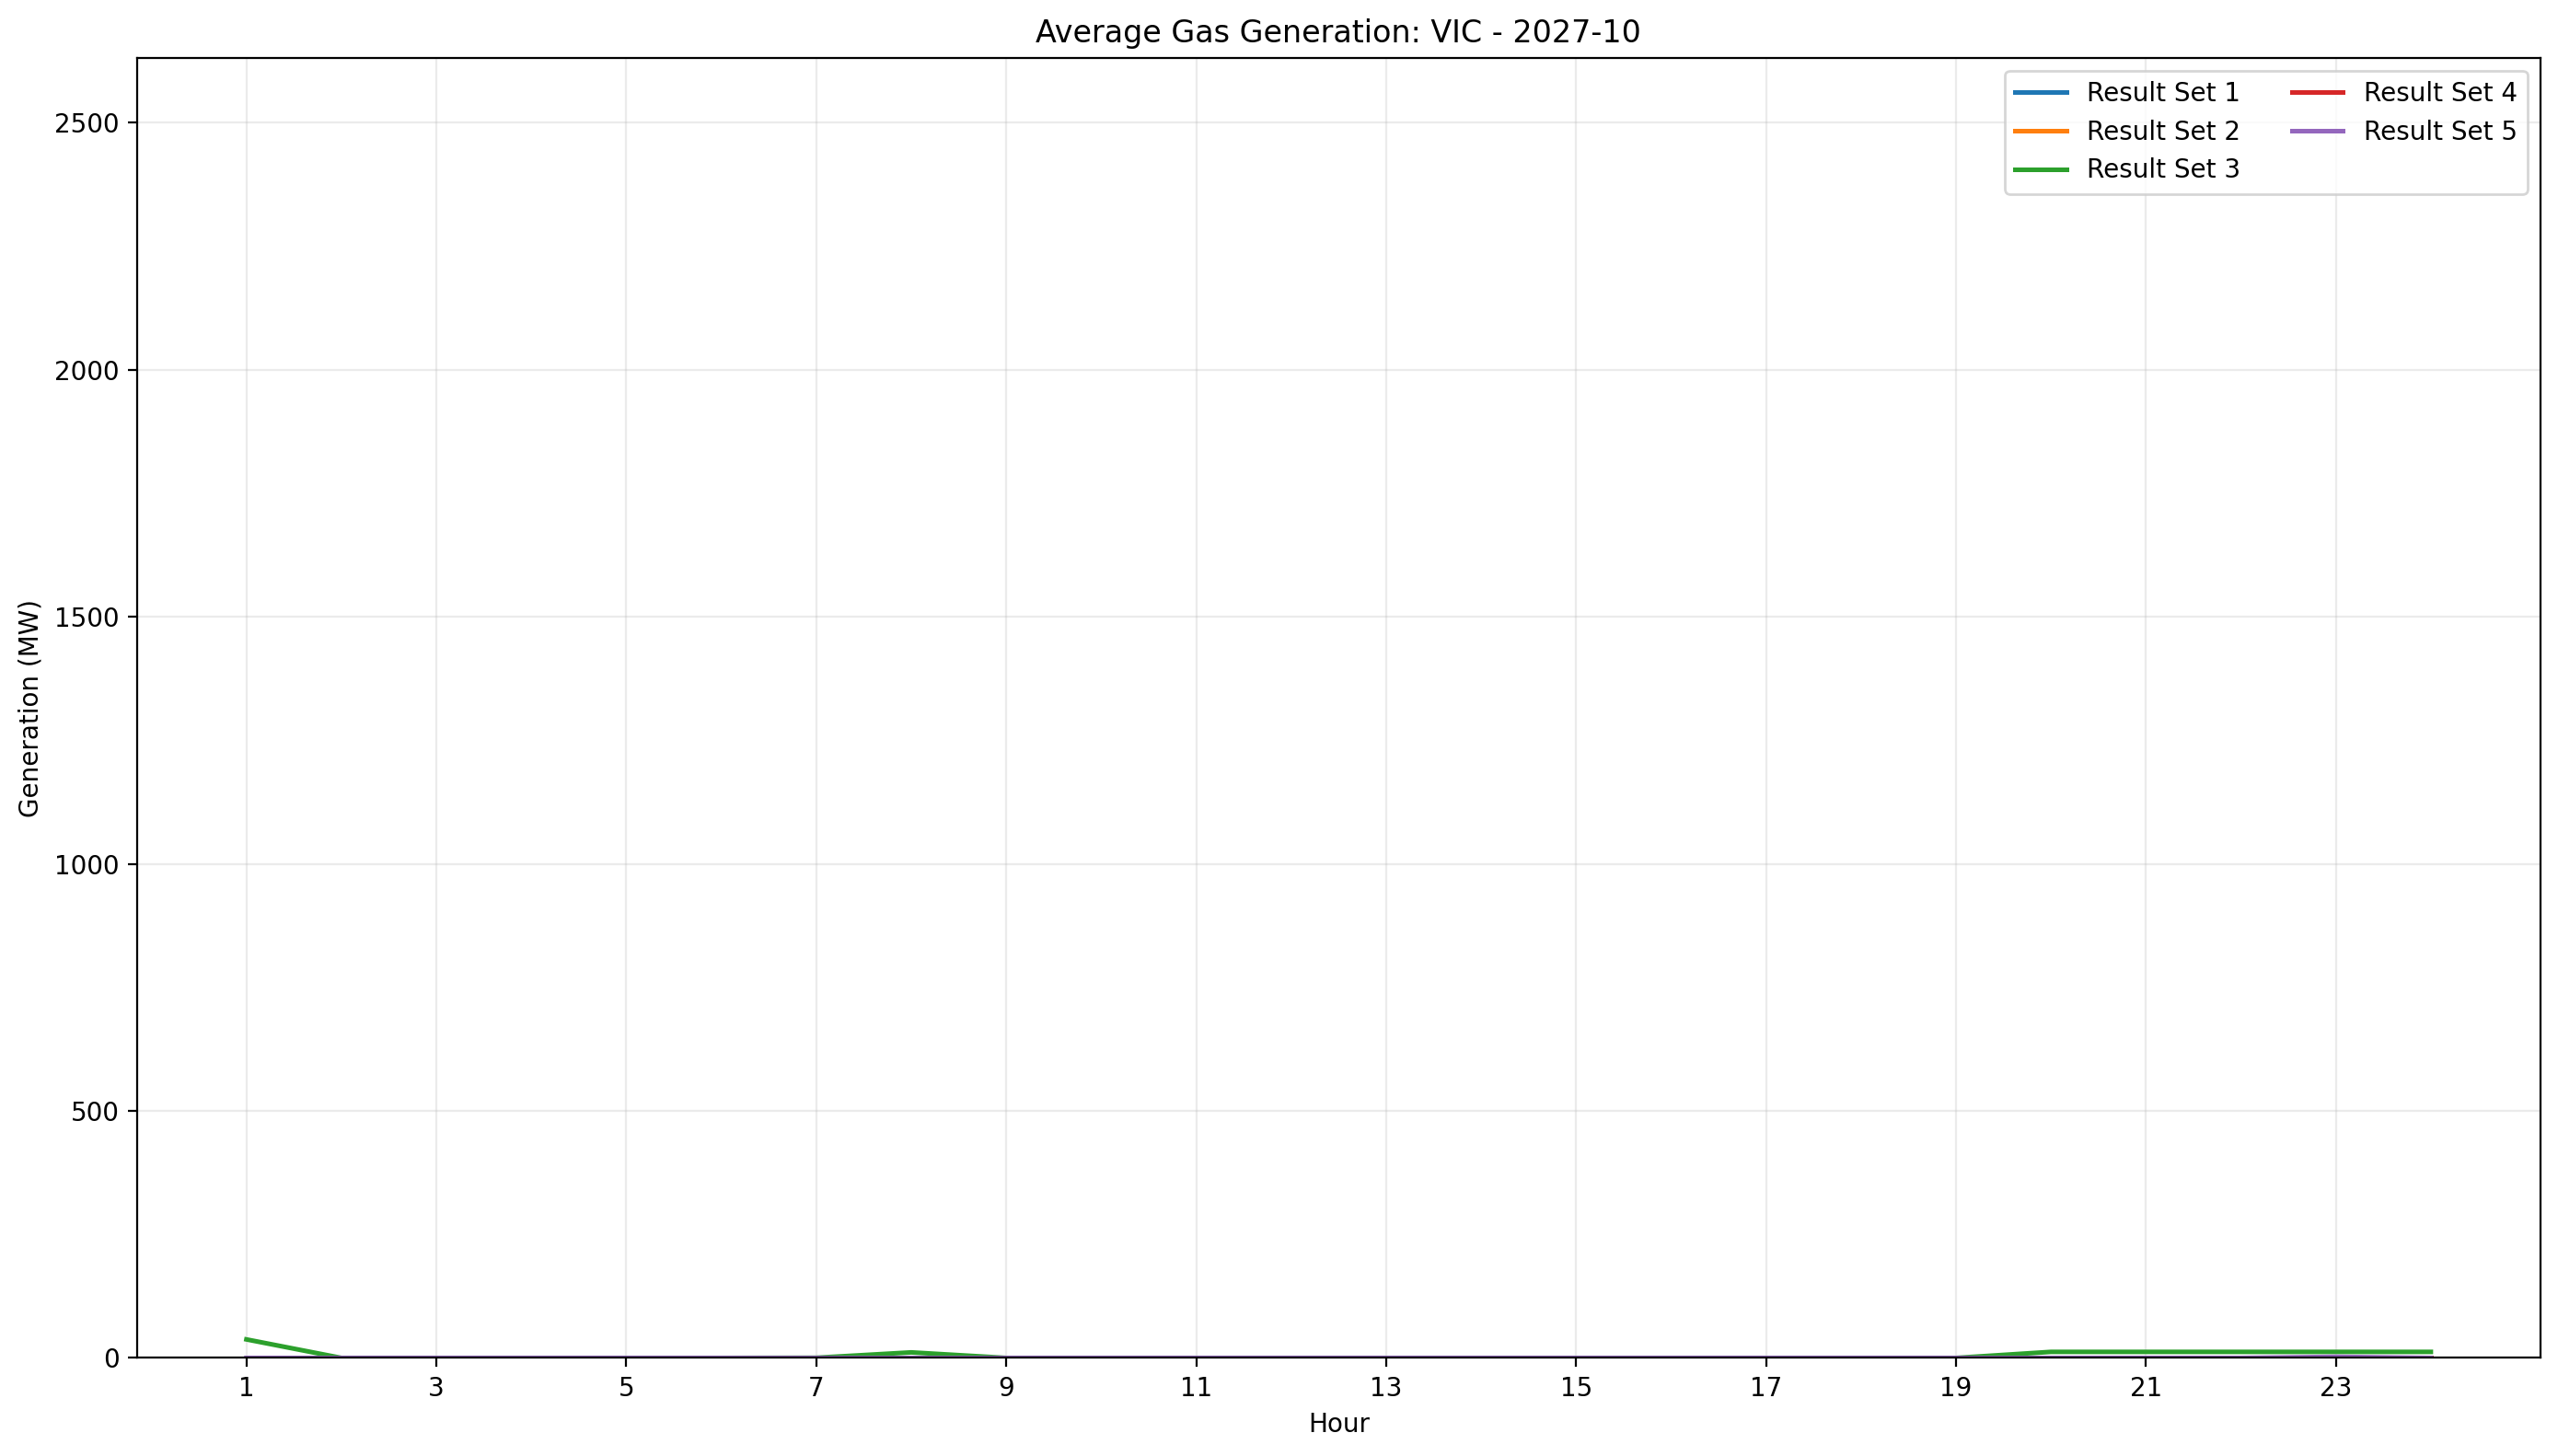 Average Gas Generation: VIC - 2027-10
Result Set 1
Result Set 2
Result Set 3
Result Set 4
Result Set 5
Generation (MW)
2500
2000
1500
1000
500
0
1 3 5 7 9 11 13 15 17 19 21 23
Hour